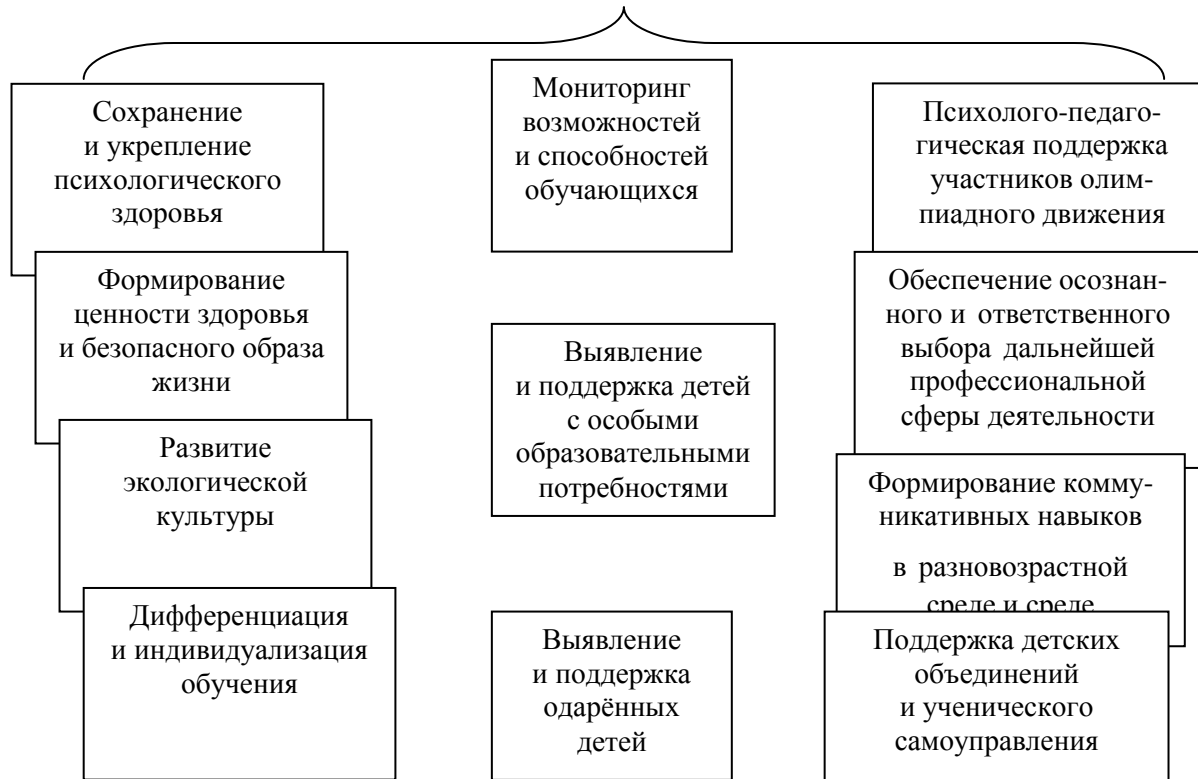 Сохранение
и укрепление
психологического
здоровья
Формирование
ценности здоровья
и безопасного образа
жизни
Развитие
экологической
культуры
Дифференциация
и индивидуализация
обучения
Мониторинг
возможностей
и способностей
обучающихся
Выявление
и поддержка детей
с особыми
образовательными
потребностями
Выявление
и поддержка
одарённых
детей
Психолого-педаго-
гическая поддержка
участников олим-
пиадного движения
Обеспечение осознан-
ного и ответственного
выбора дальнейшей
профессиональной
сферы деятельности
Формирование комму-
никативных навыков
в разновозрастной
среде и среде
Поддержка детских
объединений
и ученического
самоуправления